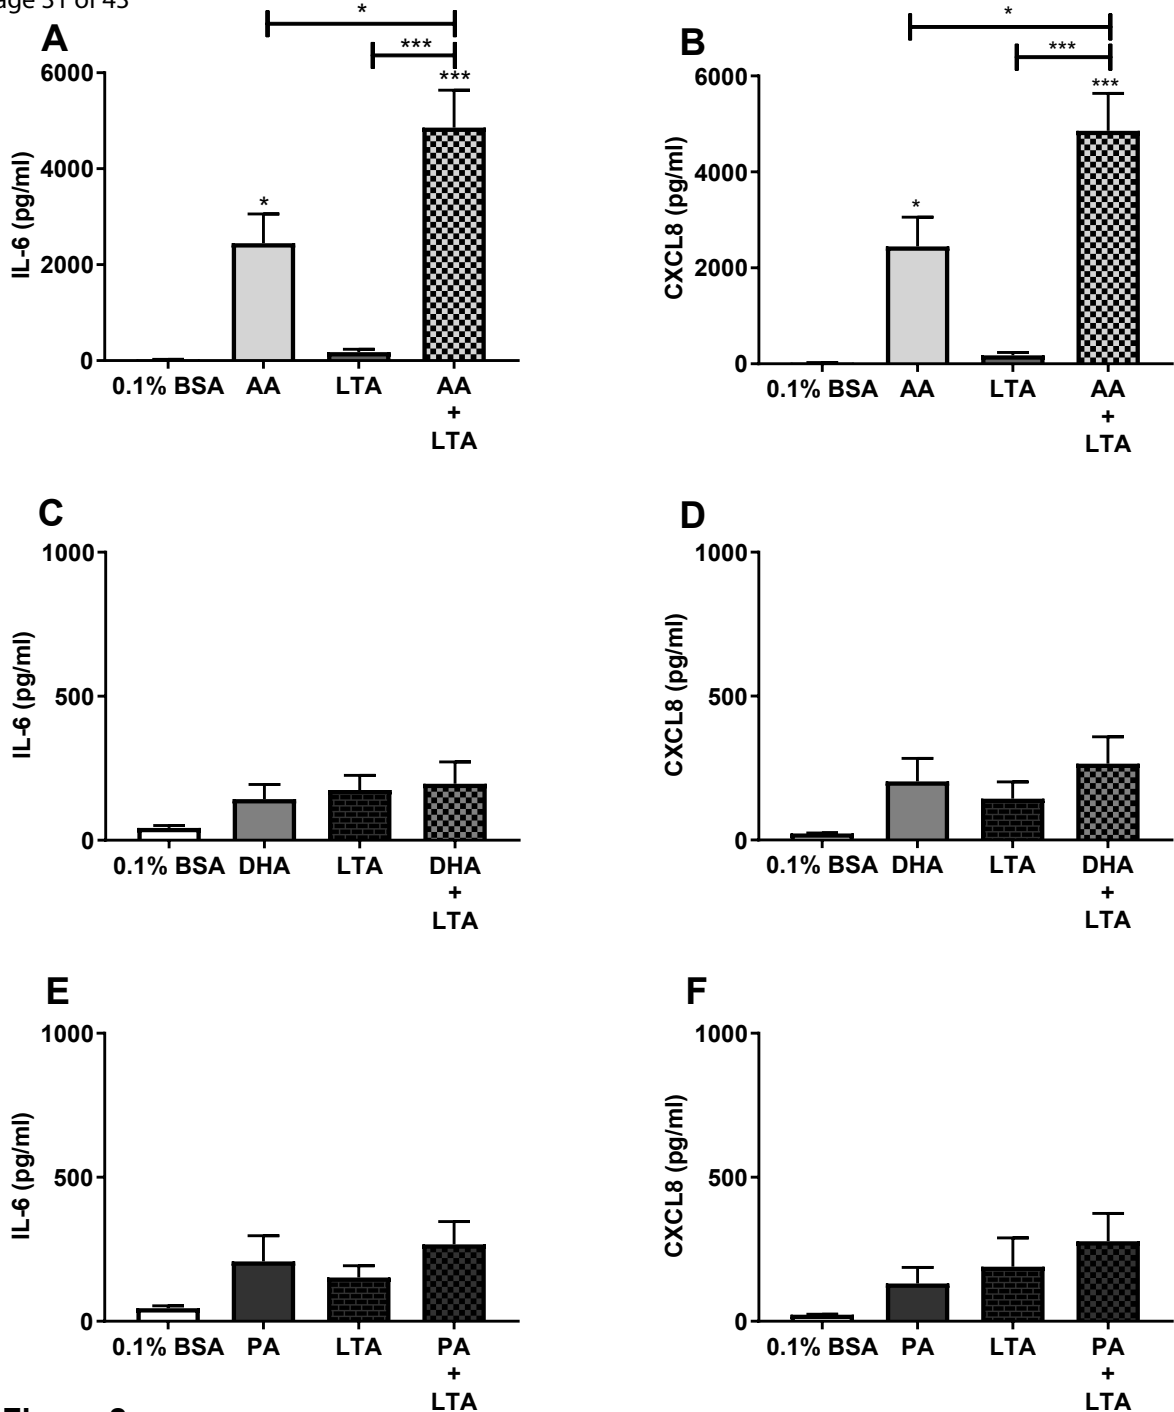 age 31 of 43
A
*
***
***
6000
4000
2000
0
IL-6 (pg/ml)
*
0.1% BSA AA LTA AA
+
LTA
B
*
***
***
6000
4000
2000
0
CXCL8 (pg/ml)
*
0.1% BSA AA LTA AA
+
LTA
C
1000
500
0
IL-6 (pg/ml)
0.1% BSA DHA LTA DHA
+
LTA
D
1000
500
0
CXCL8 (pg/ml)
0.1% BSA DHA LTA DHA
+
LTA
E
1000
500
0
IL-6 (pg/ml)
0.1% BSA PA LTA PA
+
LTA
F
1000
500
0
CXCL8 (pg/ml)
0.1% BSA PA LTA PA
+
LTA